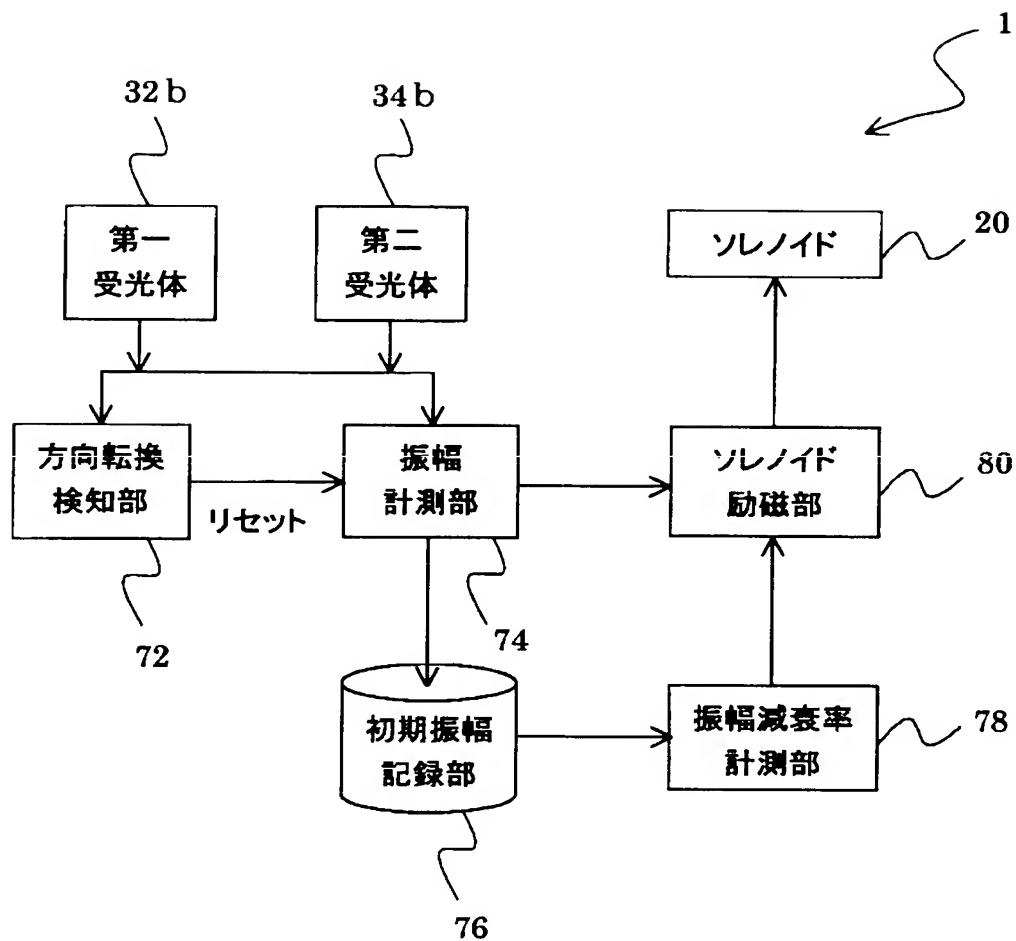 1
32b
34b
第一
受光体
第二
受光体
ソレノイド
20
方向転換
検知部
リセット
振幅
計測部
ソレノイド
励磁部
80
72
74
初期振幅
記録部
振幅減衰率
計測部
78
76